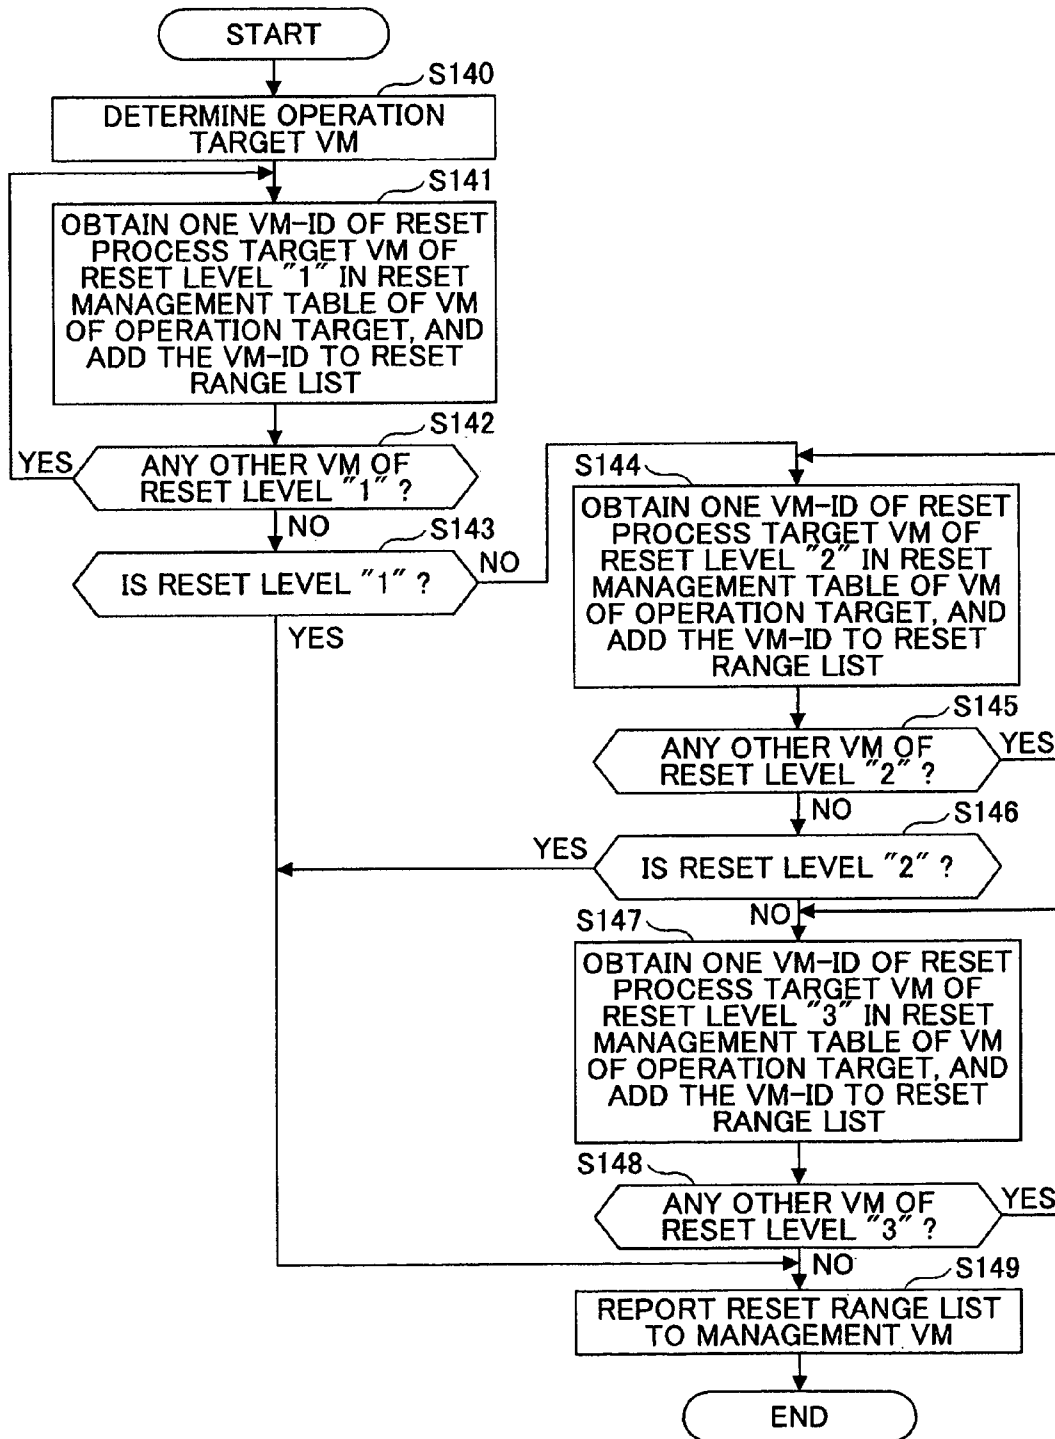 START
S140
DETERMINE OPERATION
TARGET VM
S141
OBTAIN ONE VM-ID OF RESET
PROCESS TARGET VM OF
RESET LEVEL ″1″ IN RESET
MANAGEMENT TABLE OF VM
OF OPERATION TARGET, AND
ADD THE VM-ID TO RESET
RANGE LIST
S142
YES
ANY OTHER VM OF
RESET LEVEL ″1″ ?
NO
S143
IS RESET LEVEL ″1″ ?
NO
YES
S144
OBTAIN ONE VM-ID OF RESET
PROCESS TARGET VM OF
RESET LEVEL ″2″ IN RESET
MANAGEMENT TABLE OF VM
OF OPERATION TARGET, AND
ADD THE VM-ID TO RESET
RANGE LIST
S145
ANY OTHER VM OF
RESET LEVEL ″2″ ?
YES
NO
S146
YES
IS RESET LEVEL ″2″ ?
NO
S147
OBTAIN ONE VM-ID OF RESET
PROCESS TARGET VM OF
RESET LEVEL ″3″ IN RESET
MANAGEMENT TABLE OF VM
OF OPERATION TARGET, AND
ADD THE VM-ID TO RESET
RANGE LIST
S148
ANY OTHER VM OF
RESET LEVEL ″3″ ?
YES
NO
S149
REPORT RESET RANGE LIST
TO MANAGEMENT VM
END